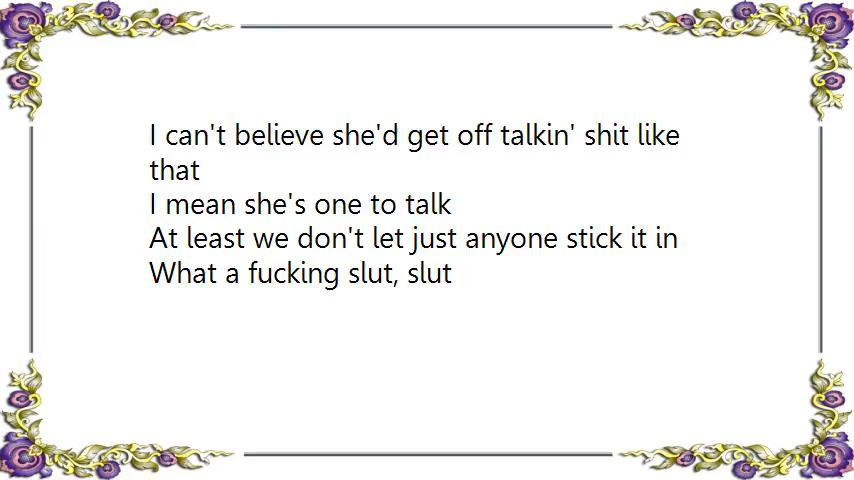 I can't believe she'd get off talkin' shit like
that
I mean she's one to talk
At least we don't let just anyone stick it in
What a fucking slut, slut